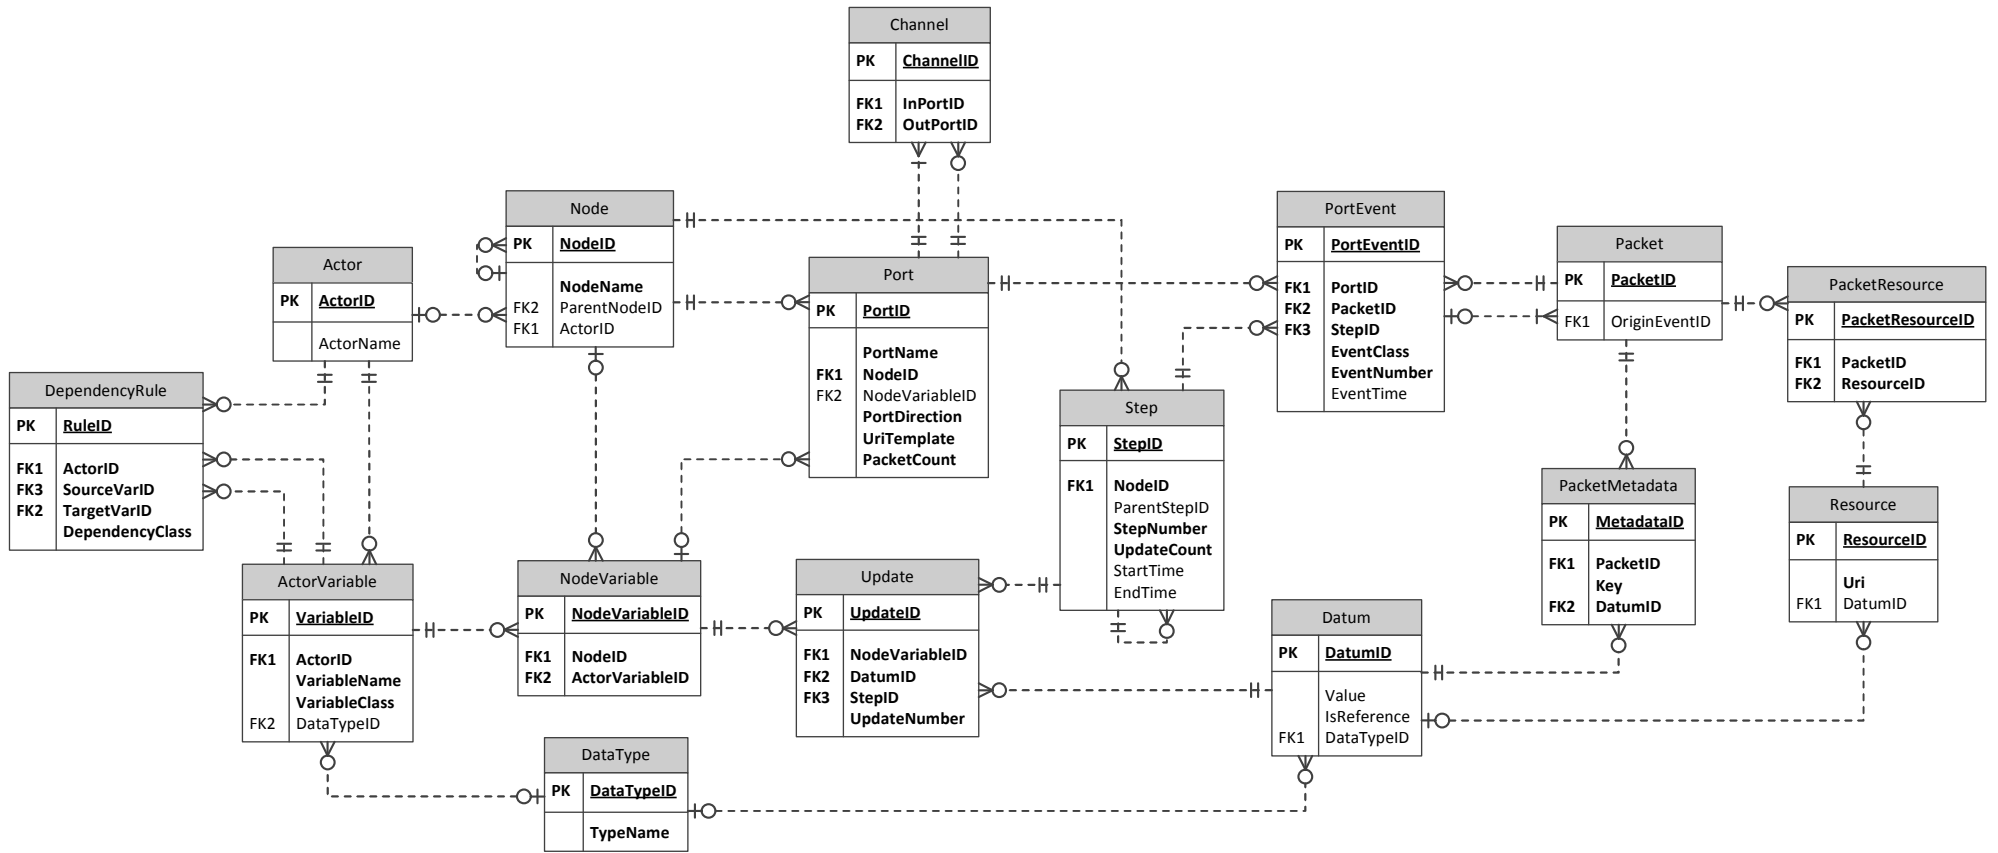 Channel
PK ChannelID
FK1 InPortID
FK2 OutPortID
Node
PK NodeID
NodeName
FK2 ParentNodeID
FK1 ActorID
PortEvent
PK PortEventID
FK1 PortID
FK2 PacketID
FK3 StepID
EventClass
EventNumber
EventTime
Packet
PK PacketID
FK1 OriginEventID
Actor
PK ActorID
ActorName
Port
PK PortID
PortName
FK1 NodeID
FK2 NodeVariableID
PortDirection
UriTemplate
PacketCount
PacketResource
PK PacketResourceID
FK1 PacketID
FK2 ResourceID
DependencyRule
PK RuleID
FK1 ActorID
FK3 SourceVarID
FK2 TargetVarID
DependencyClass
Step
PK StepID
FK1 NodeID
ParentStepID
StepNumber
UpdateCount
StartTime
EndTime
PacketMetadata
PK MetadataID
FK1 PacketID
Key
FK2 DatumID
Resource
PK ResourceID
Uri
FK1 DatumID
ActorVariable
PK VariableID
FK1 ActorID
VariableName
VariableClass
FK2 DataTypeID
NodeVariable
PK NodeVariableID
FK1 NodeID
FK2 ActorVariableID
Update
PK UpdateID
FK1 NodeVariableID
FK2 DatumID
FK3 StepID
UpdateNumber
Datum
PK DatumID
Value
IsReference
FK1 DataTypeID
DataType
PK DataTypeID
TypeName